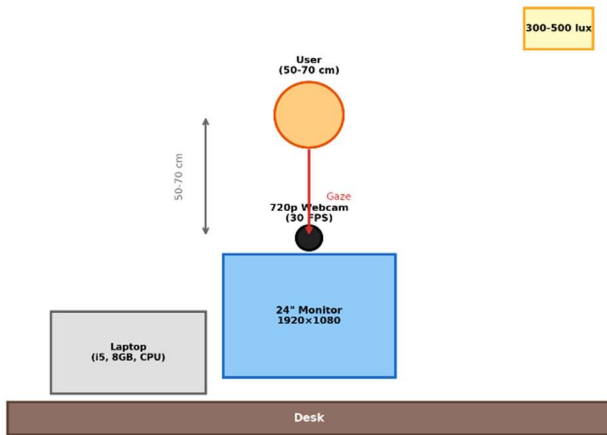 300-500 lux
User
(50-70 cm)
50-70 cm
Gaze
720p Webcam
(30 FPS)
24" Monitor
1920×1080
Laptop
(i5, 8GB, CPU)
Desk